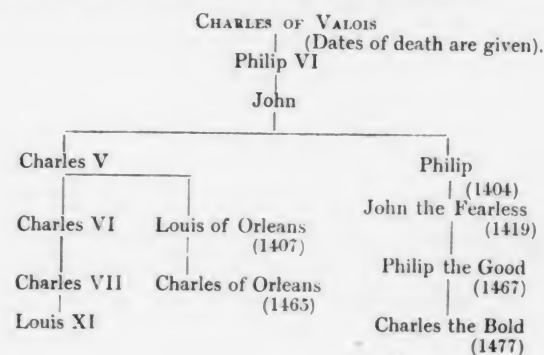 CHARLES OF VALOIS
(Dates of death are given).
Philip VI
John
Charles V
Philip
(1404)
Charles VI
Louis of Orleans
(1407)
John the Fearless
(1419)
Charles VII
Charles of Orleans
(1465)
Philip the Good
(1467)
Louis XI
Charles the Bold
(1477)